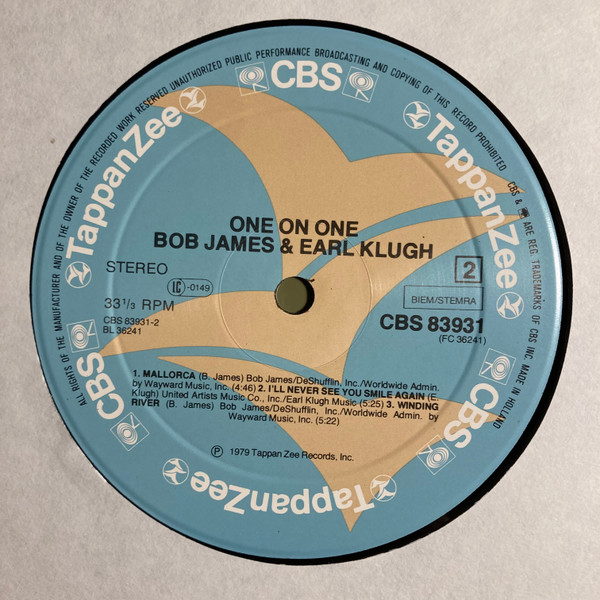 ALL RIGHTS OF THE MANUFACTURER AND OF THE OWNER OF THE RECORDED WORK RESERVED UNAUTHORIZED PUBLIC PERFORMANCE BROADCASTING AND COPYING OF THIS RECORD PROHIBITED
CBS & ARE REG. TRADEMARKS OF CBS INC. MADE IN HOLLAND
CBS
TappanZee
TappanZee
CBS
CBS
TappanZee
TappanZee
ONE ON ONE
BOB JAMES & EARL KLUGH
STEREO
LC-0149
2
33 1/3 RPM
BIEM/STEMRA
CBS 83931-2
BL 36241
CBS 83931
(FC 36241)
1. MALLORCA (B. James) Bob James/DeShufflin, Inc./Worldwide Admin.
by Wayward Music, Inc. (4:46) 2. I'LL NEVER SEE YOU SMILE AGAIN (E.
Klugh) United Artists Music Co., Inc./Earl Klugh Music (5:25) 3. WINDING
RIVER (B. James) Bob James/DeShufflin, Inc./Worldwide Admin. by
Wayward Music, Inc. (5:22)
℗ 1979 Tappan Zee Records, Inc.